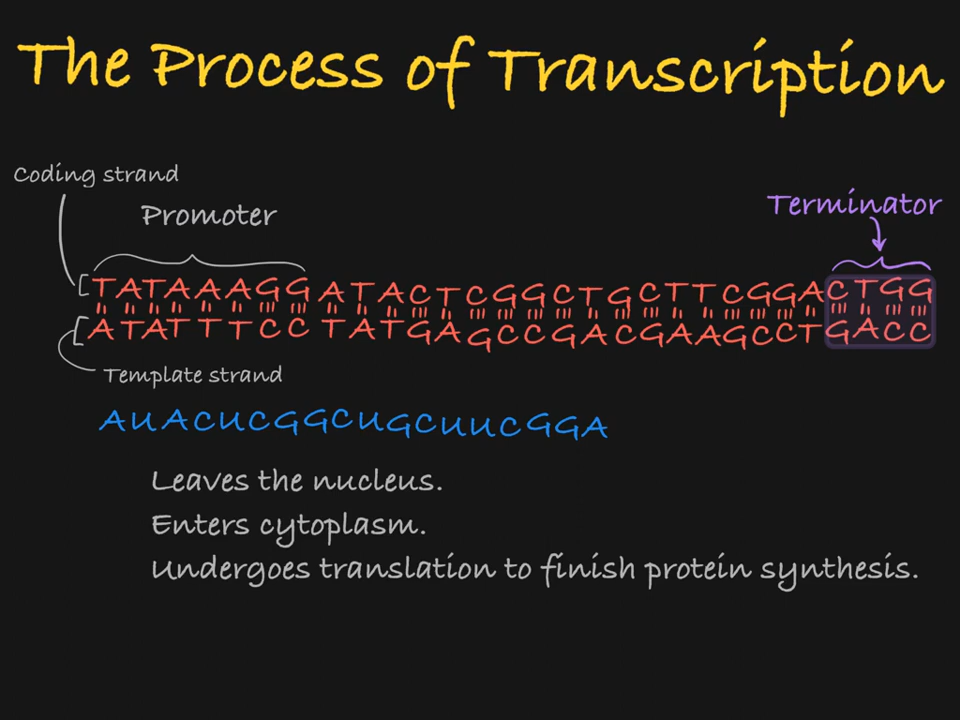 The Process of Transcription
Coding strand
Promoter
Terminator
[TATAAAGGATACTCGGCTGCTTCGGACTGG
[ATATTTCCTATGAGCCGACGAAGCCTGACC
Template strand
AUACUCGGCUGCUUCGGA
Leaves the nucleus.
Enters cytoplasm.
Undergoes translation to finish protein synthesis.